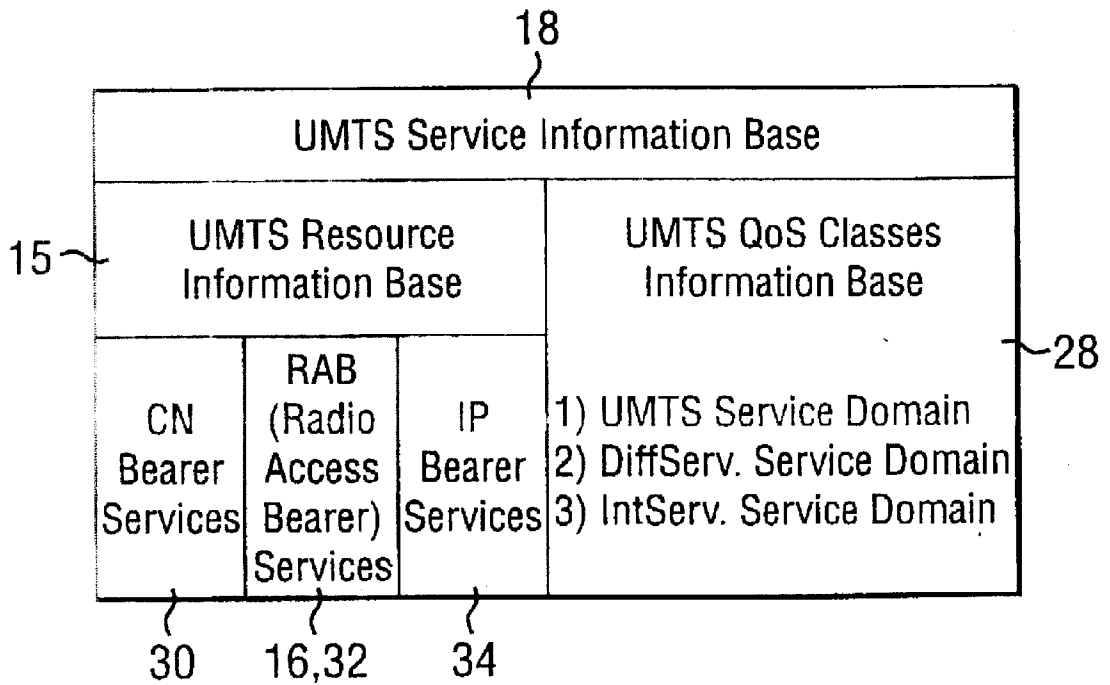 18
UMTS Service Information Base
15
UMTS Resource
Information Base
UMTS QoS Classes
Information Base
28
CN
Bearer
Services
RAB
(Radio
Access
Bearer)
Services
IP
Bearer
Services
1) UMTS Service Domain
2) DiffServ. Service Domain
3) IntServ. Service Domain
30
16,32
34